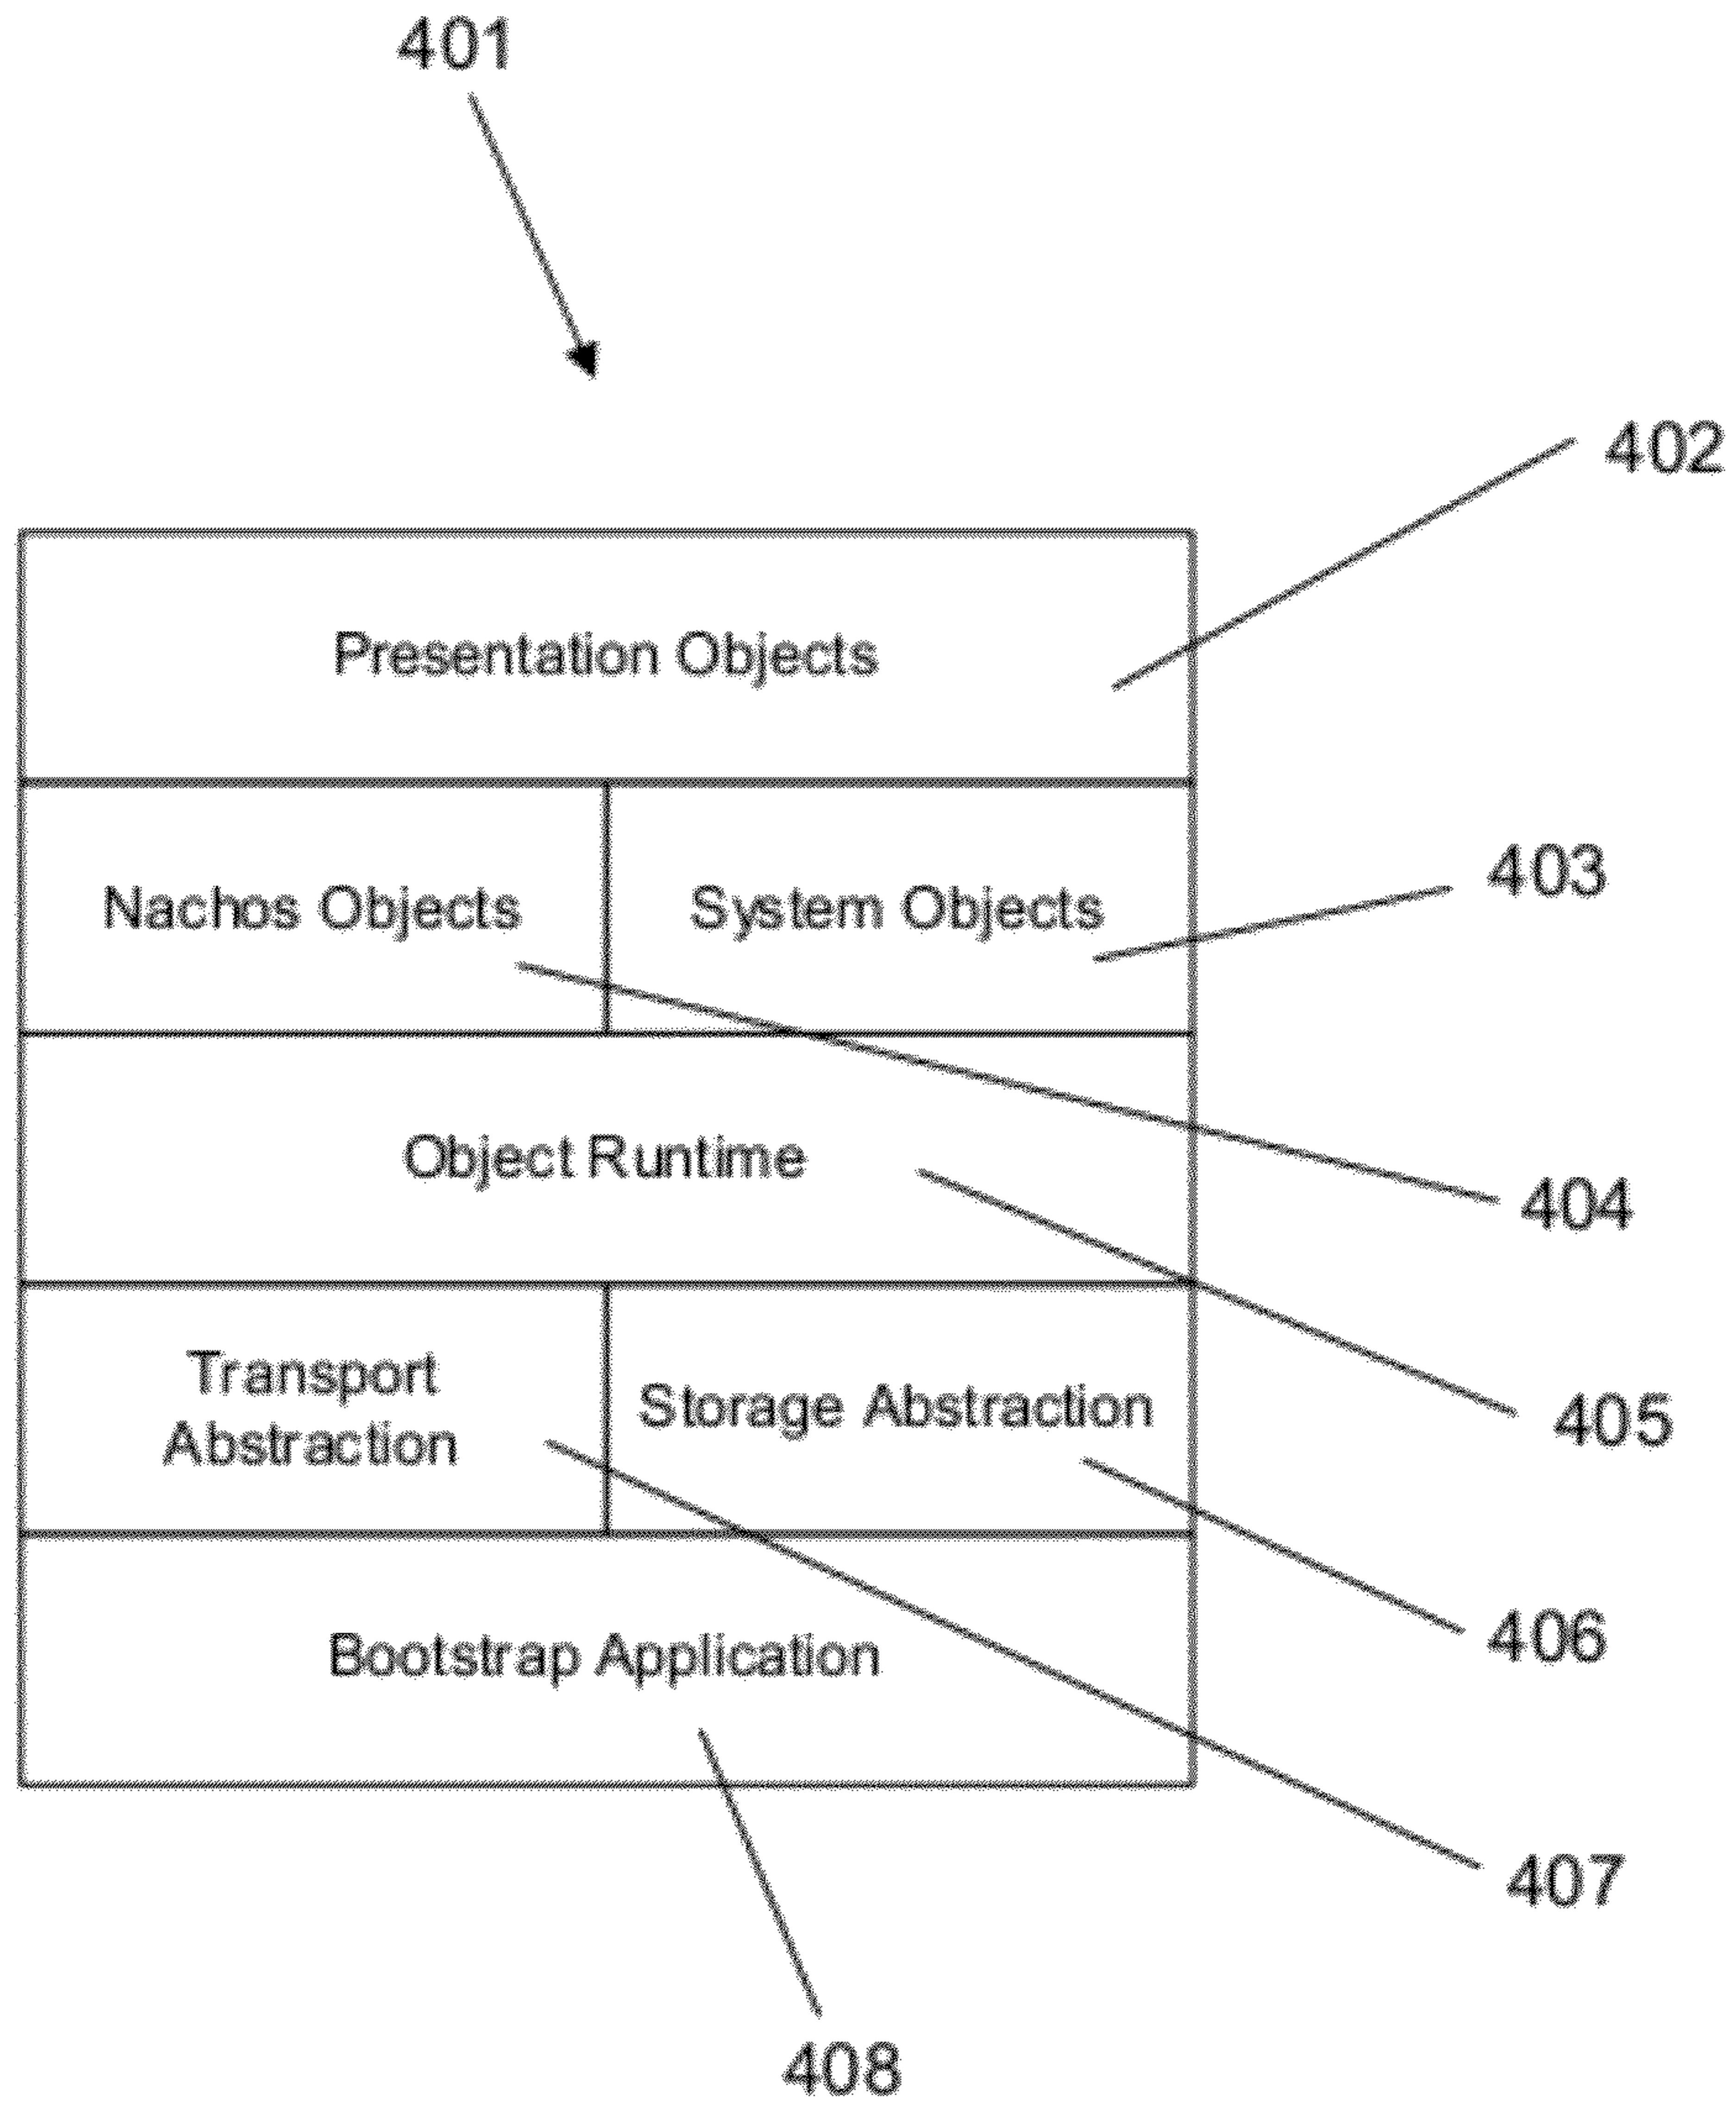 401
402
Presentation Objects
403
Nachos Objects
System Objects
Object Runtime
404
Transport
Abstraction
Storage Abstraction
405
Bootstrap Application
406
407
408